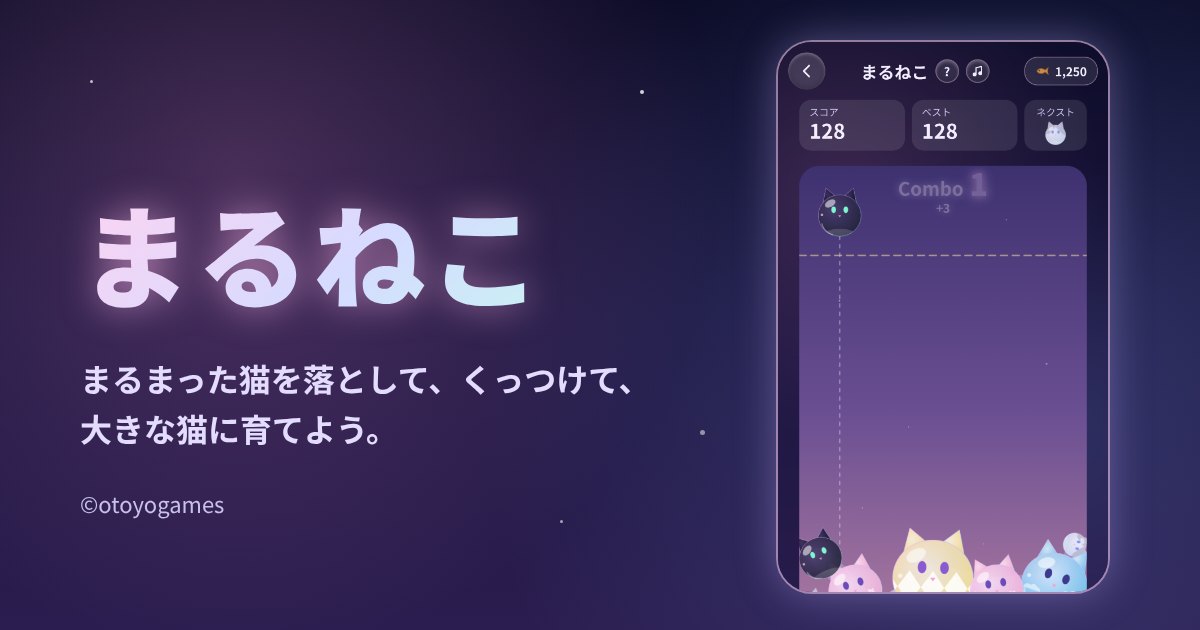 まるねこ
まるまった猫を落として、くっつけて、
大きな猫に育てよう。
©otoyogames
まるねこ ? 1,250
スコア ベスト ネクスト
128 128
Combo 1
+3